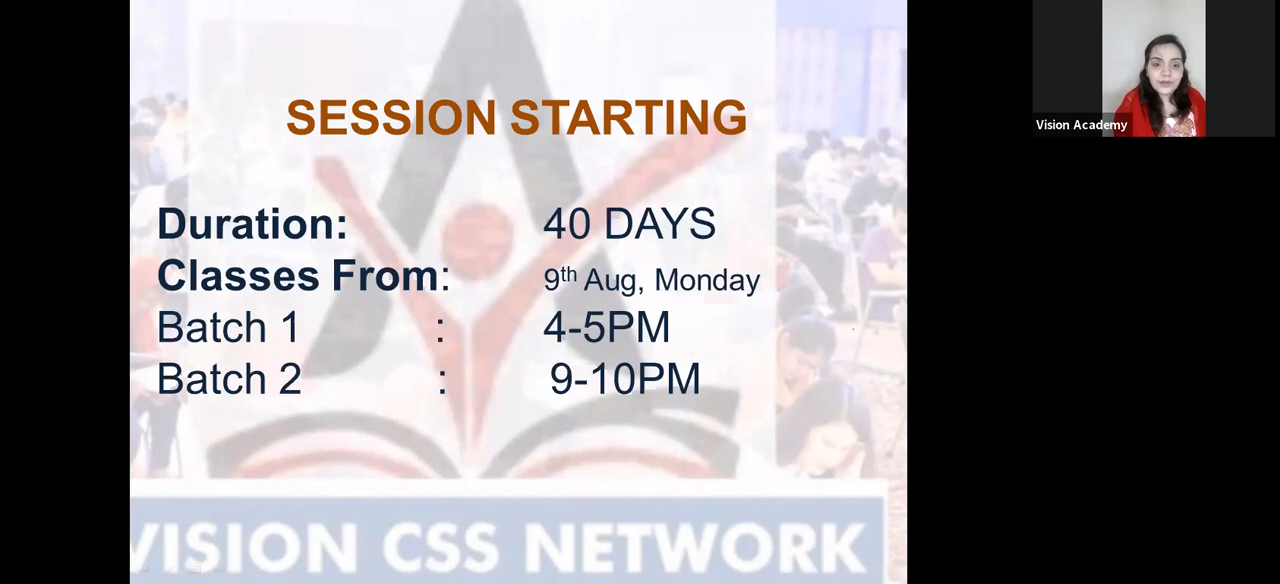 SESSION STARTING
Duration: 40 DAYS
Classes From: 9th Aug, Monday
Batch 1 : 4-5PM
Batch 2 : 9-10PM
VISION CSS NETWORK
Vision Academy